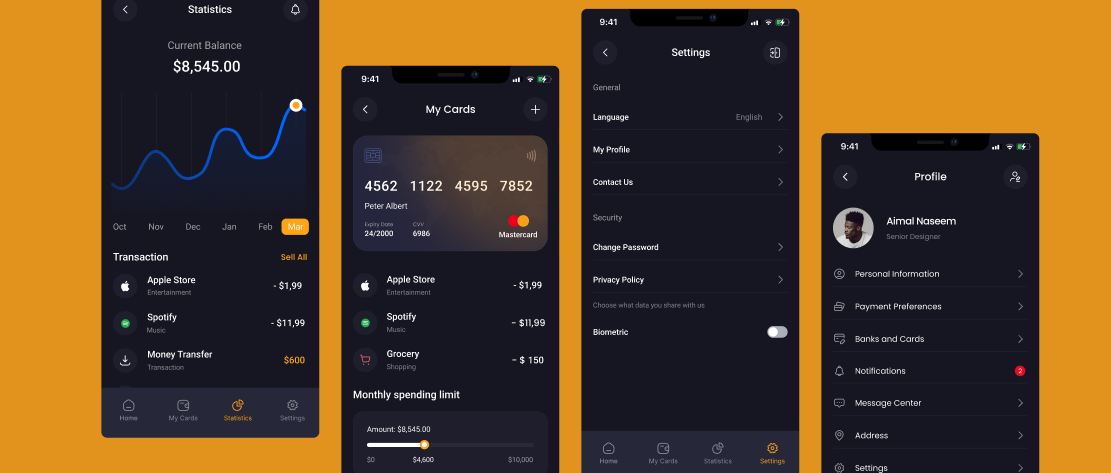 Statistics
Current Balance
$8,545.00
Oct Nov Dec Jan Feb Mar
Transaction Sell All
Apple Store - $1,99
Entertainment
Spotify - $11,99
Music
Money Transfer $600
Transaction
Home My Cards Statistics Settings
9:41
My Cards
4562 1122 4595 7852
Peter Albert
Expiry Date CVV
24/2000 6986
Mastercard
Apple Store - $1,99
Entertainment
Spotify - $11,99
Music
Grocery - $ 150
Shopping
Monthly spending limit
Amount: $8,545.00
$0 $4,600 $10,000
9:41
Settings
General
Language English
My Profile
Contact Us
Security
Change Password
Privacy Policy
Choose what data you share with us
Biometric
Home My Cards Statistics Settings
9:41
Profile
Aimal Naseem
Senior Designer
Personal Information
Payment Preferences
Banks and Cards
Notifications 2
Message Center
Address
Settings